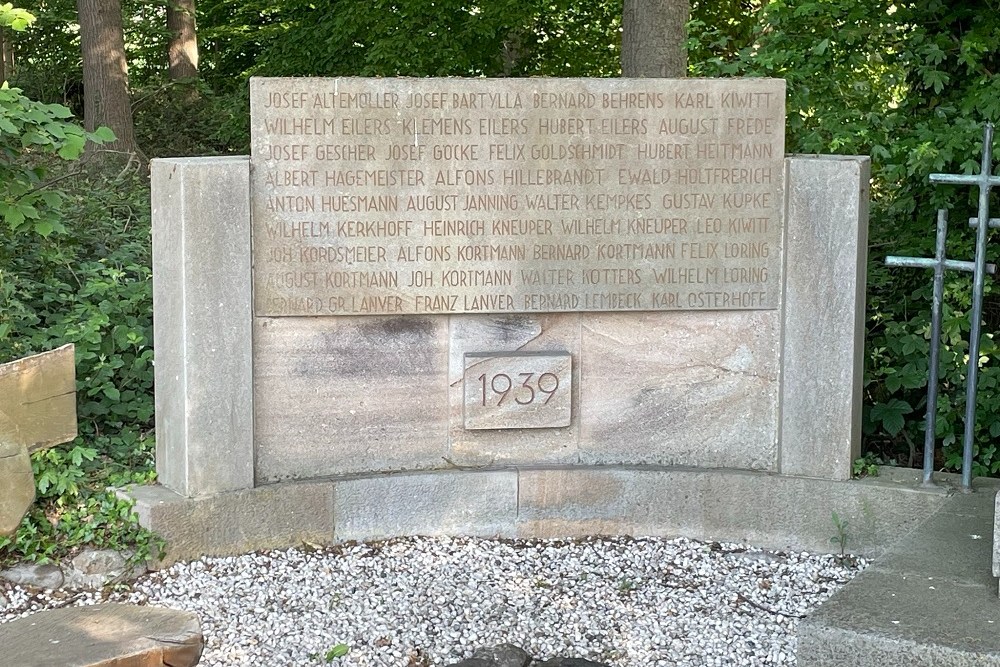 JOSEF ALTEMÖLLER JOSEF BARTYLLA BERNARD BEHRENS KARL KIWITT
WILHELM EILERS KLEMENS EILERS HUBERT EILERS AUGUST FREDE
JOSEF GESCHER JOSEF GÖCKE FELIX GOLDSCHMIDT HUBERT HEITMANN
ALBERT HAGEMEISTER ALFONS HILLEBRANDT EWALD HOLTFRERICH
ANTON HUESMANN AUGUST JANNING WALTER KEMPKES GUSTAV KUPKE
WILHELM KERKHOFF HEINRICH KNEUPER WILHELM KNEUPER LEO KIWITT
JOH KORDSMEIER ALFONS KORTMANN BERNARD KORTMANN FELIX LORING
AUGUST KORTMANN JOH KORTMANN WALTER KOTTERS WILHELM LORING
BERNARD GR LANVER FRANZ LANVER BERNARD LEMBECK KARL OSTERHOFF
1939